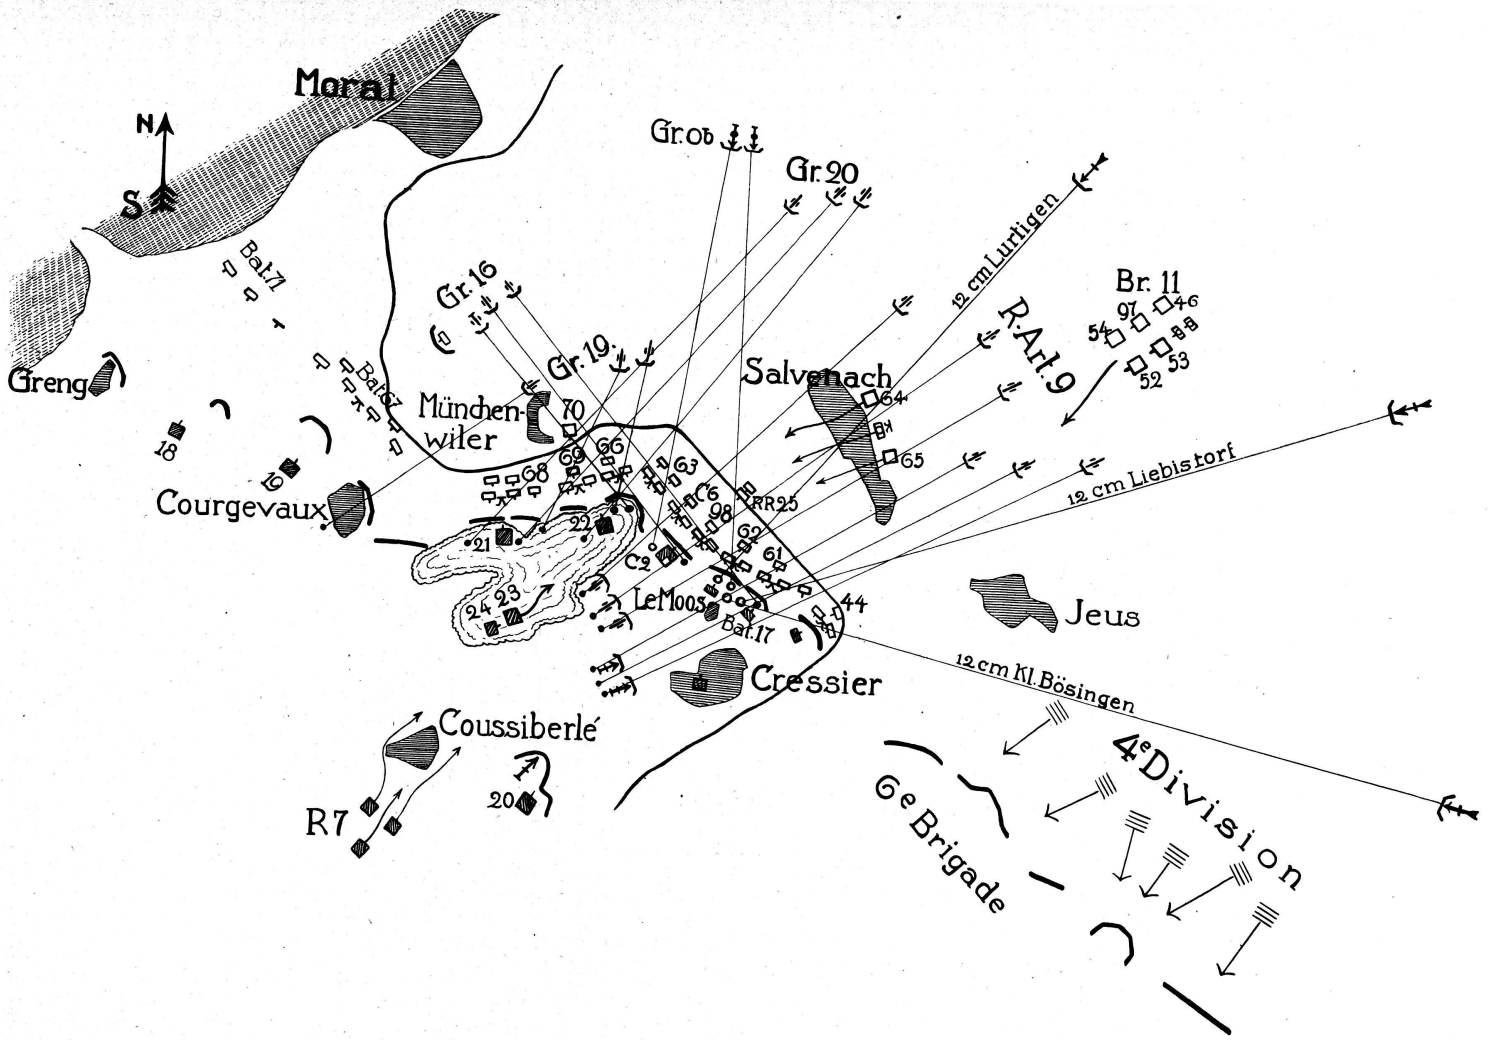 Morat
N
S
Gr. OB
Gr. 20
Bat. 71
Gr. 16
12 cm Lurtigen
Br. 11
97
46
54
53
52
R. Art. 9
Gr. 19.
Salvenach
64
65
Greng
Bat. 67
München-
wiler
70
18
19
Courgevaux
68
69
66
63
C6
98
RR 25
62
61
12 cm Liebistorf
21
22
C2
24
23
Le Moos
Bat. 17
44
Jeus
Cressier
12 cm Kl. Bösingen
Coussiberlé
20
R 7
4e Division
6e Brigade